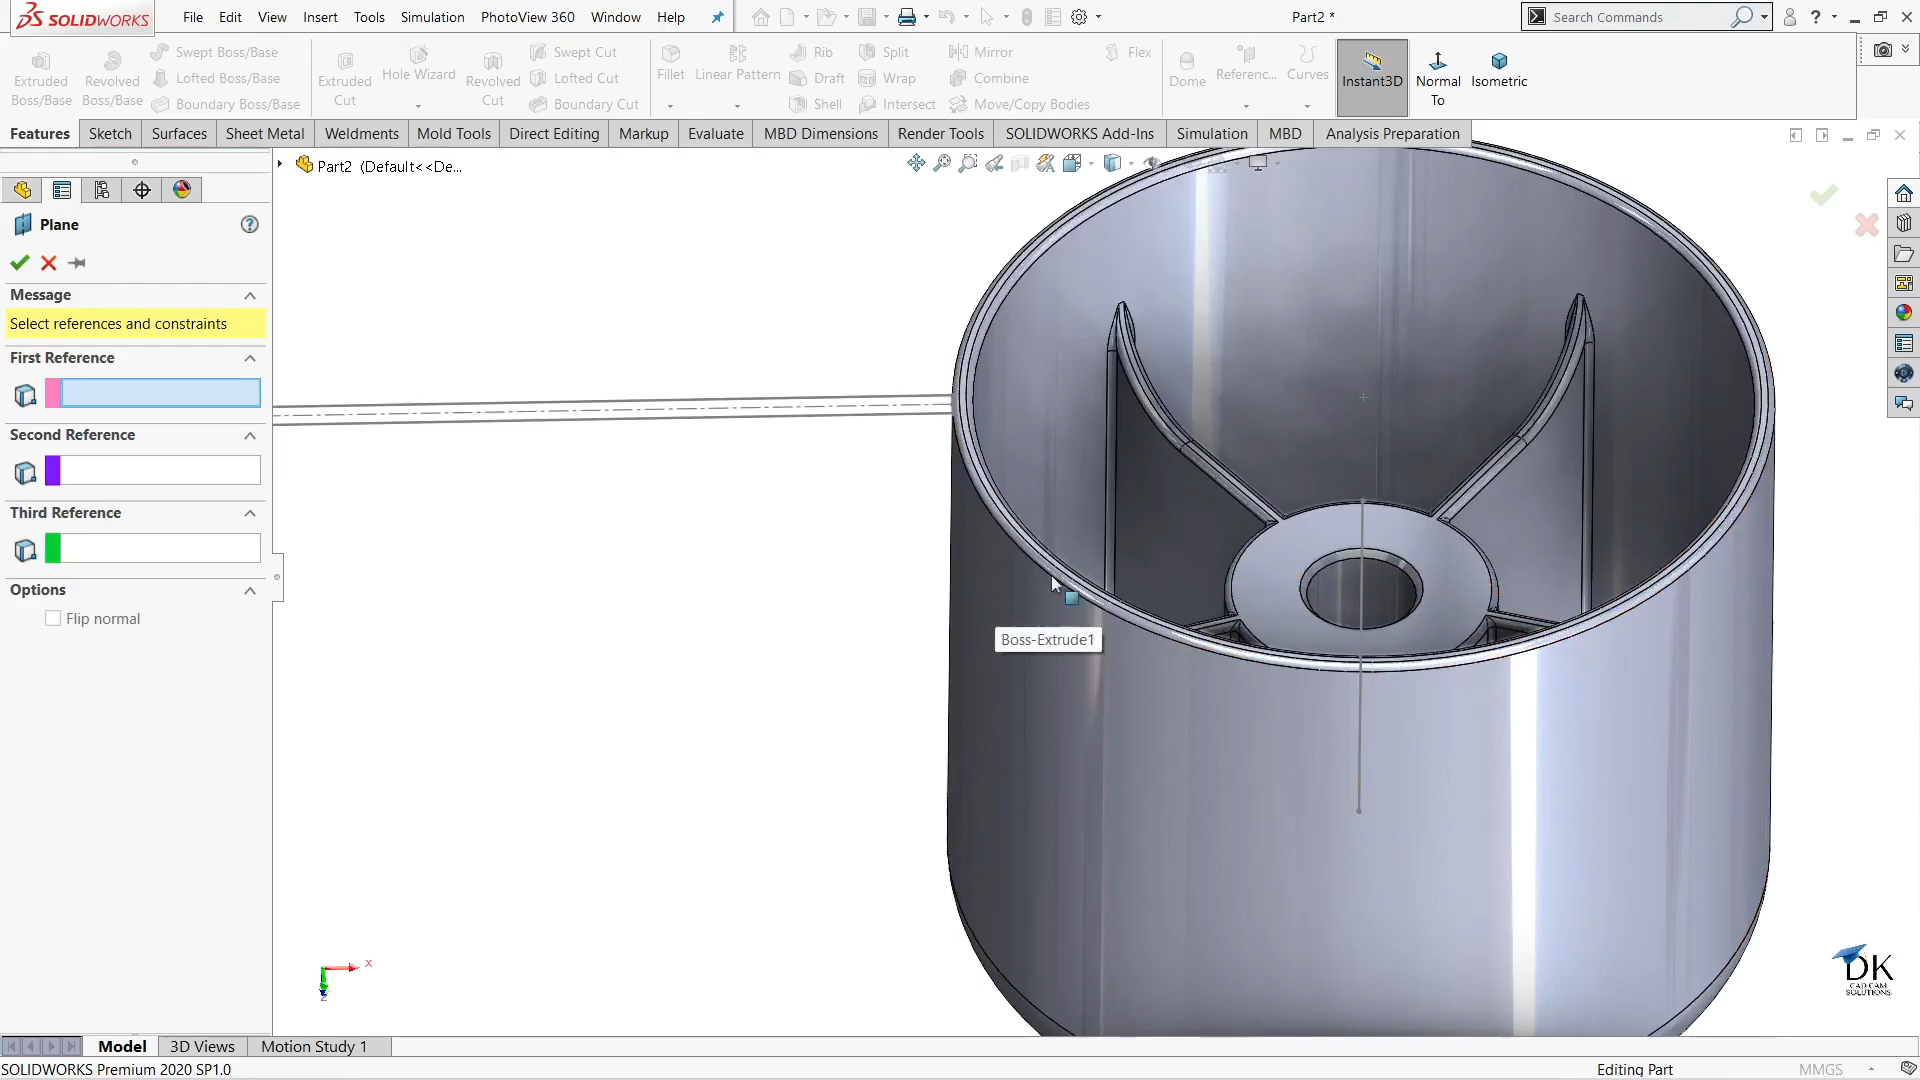 SOLIDWORKS File Edit View Insert Tools Simulation PhotoView 360 Window Help Part2 * Search Commands ?
Extruded Boss/Base
Revolved Boss/Base
Swept Boss/Base
Lofted Boss/Base
Boundary Boss/Base
Extruded Cut
Hole Wizard
Revolved Cut
Swept Cut
Lofted Cut
Boundary Cut
Fillet
Linear Pattern
Rib
Draft
Shell
Split
Wrap
Intersect
Mirror
Combine
Move/Copy Bodies
Flex
Dome
Referenc...
Curves
Instant3D
Normal To
Isometric
Features Sketch Surfaces Sheet Metal Weldments Mold Tools Direct Editing Markup Evaluate MBD Dimensions Render Tools SOLIDWORKS Add-Ins Simulation MBD Analysis Preparation
Part2 (Default<<De...
Plane ?
Message
Select references and constraints
First Reference
Second Reference
Third Reference
Options
Flip normal
Boss-Extrude1
x
z
DK
CAD CAM
SOLUTIONS
Model 3D Views Motion Study 1
SOLIDWORKS Premium 2020 SP1.0 Editing Part MMGS